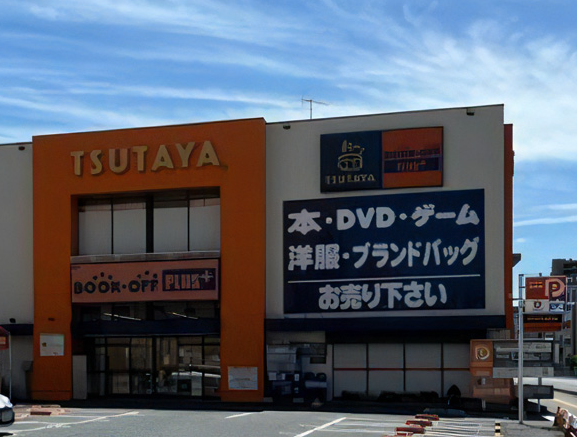 TSUTAYA
TSUTAYA
本・DVD・ゲーム
洋服・ブランドバッグ
お売り下さい
BOOK・OFF PLUS+
P